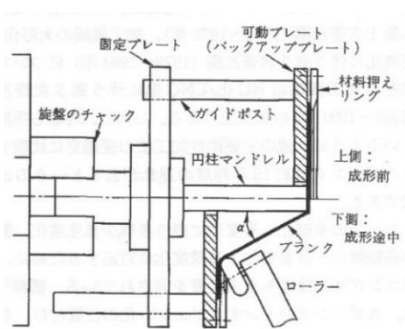 可動プレート
固定プレート
(バックアッププレート)
材料押え
リング
ガイドポスト
旋盤のチャック
円柱マンドレル
上側：
成形前
下側：
成形途中
α
ブランク
ローラー